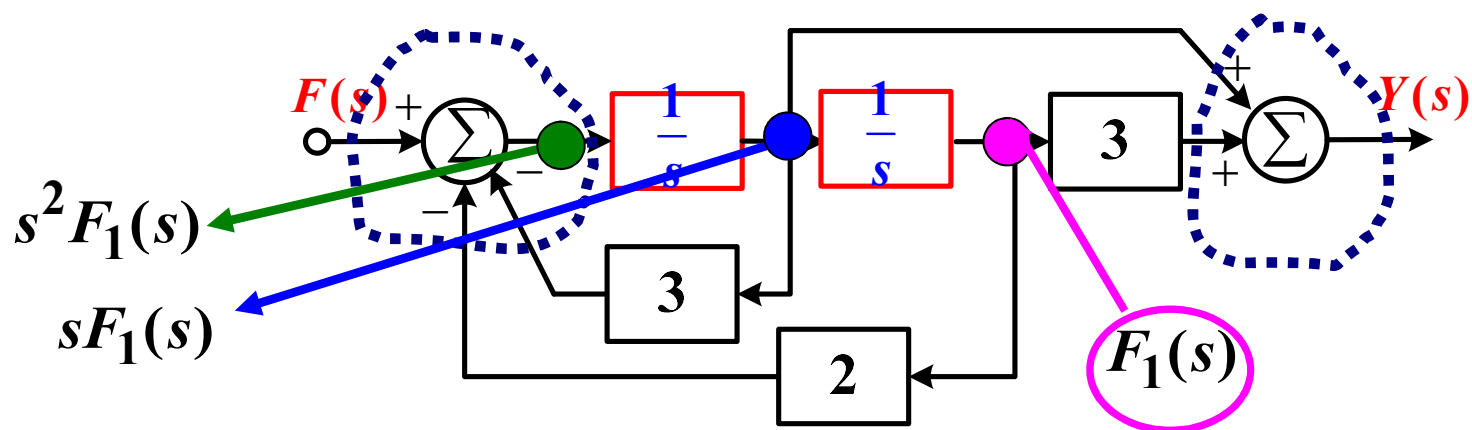 F(s)
+
Σ
−
−
1
—
s
1
—
s
3
+
+
Σ
Y(s)
s²F₁(s)
sF₁(s)
3
2
F₁(s)